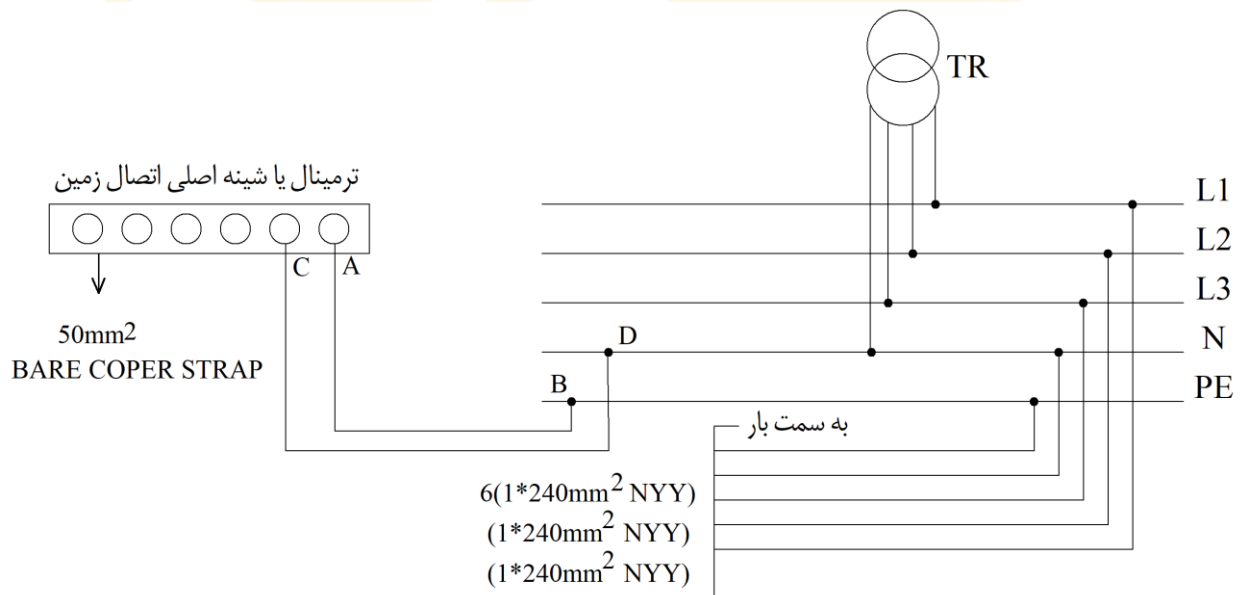 TR
ترمینال یا شینه اصلی اتصال زمین
L1
L2
L3
N
PE
C
A
D
B
50mm²
BARE COPER STRAP
به سمت بار
6(1*240mm² NYY)
(1*240mm² NYY)
(1*240mm² NYY)